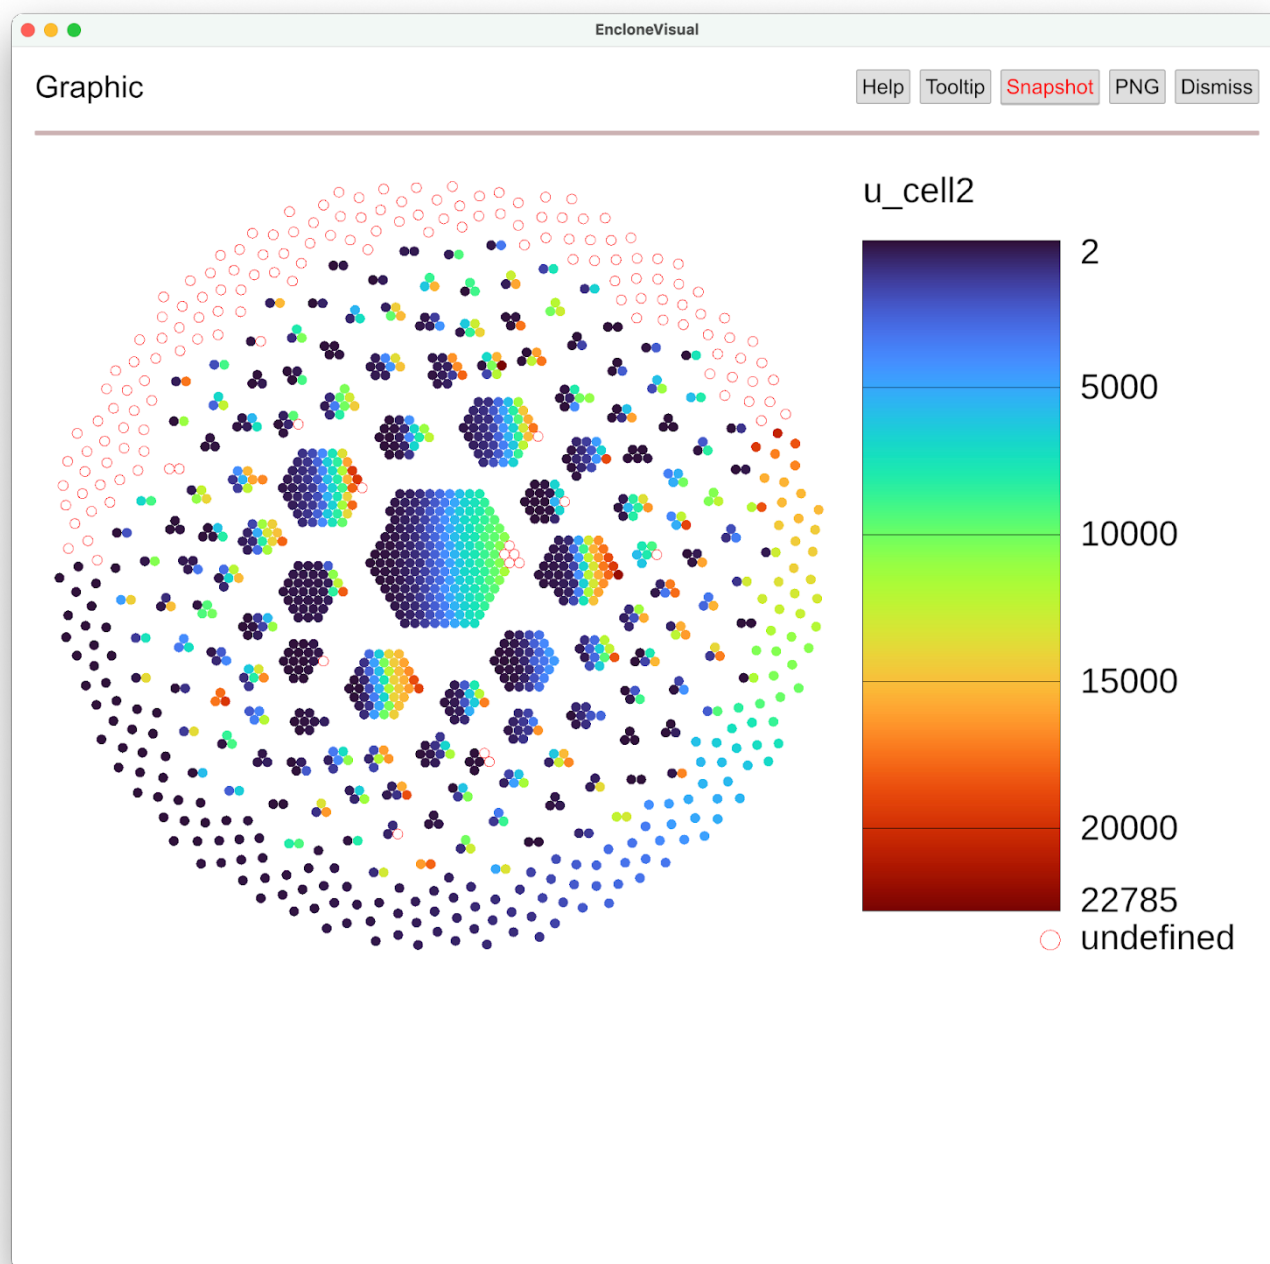 EncloneVisual
Graphic
Help Tooltip Snapshot PNG Dismiss
u_cell2
2
5000
10000
15000
20000
22785
undefined